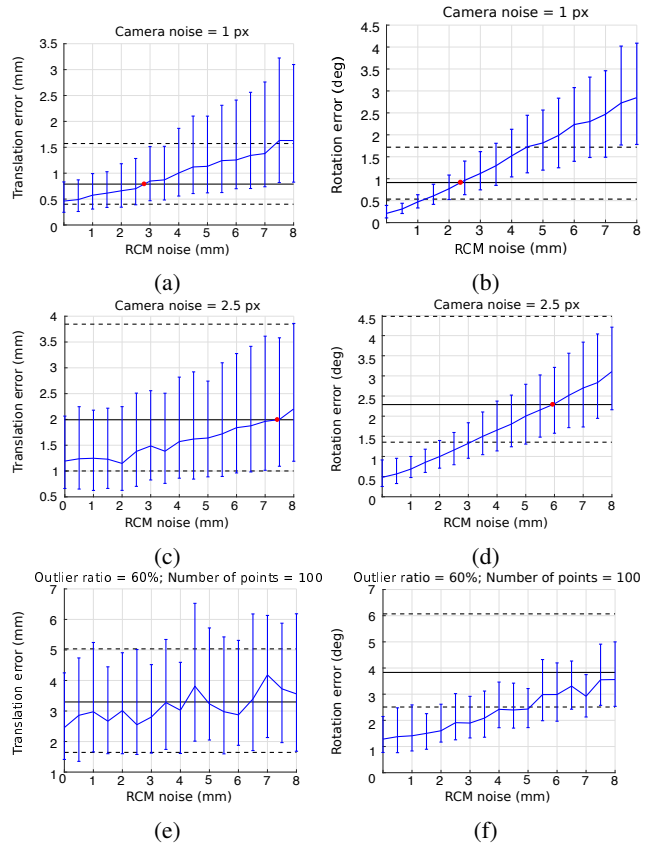 Camera noise = 1 px
Translation error (mm)
3.5
3
2.5
2
1.5
1
0.5
0
1 2 3 4 5 6 7 8
RCM noise (mm)
(a)
Camera noise = 1 px
Rotation error (deg)
4.5
4
3.5
3
2.5
2
1.5
1
0.5
0
1 2 3 4 5 6 7 8
RCM noise (mm)
(b)
Camera noise = 2.5 px
Translation error (mm)
4
3.5
3
2.5
2
1.5
1
0.5
0 1 2 3 4 5 6 7 8
RCM noise (mm)
(c)
Camera noise = 2.5 px
Rotation error (deg)
4.5
4
3.5
3
2.5
2
1.5
1
0.5
0
1 2 3 4 5 6 7 8
RCM noise (mm)
(d)
Outlier ratio = 60%; Number of points = 100
Translation error (mm)
7
6
5
4
3
2
1
0 1 2 3 4 5 6 7 8
RCM noise (mm)
(e)
Outlier ratio = 60%; Number of points = 100
Rotation error (deg)
7
6
5
4
3
2
1
0
1 2 3 4 5 6 7 8
RCM noise (mm)
(f)